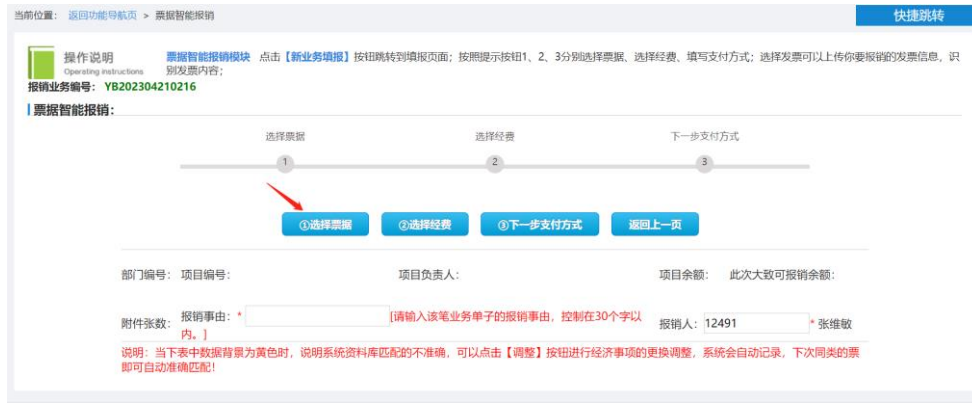 当前位置： 返回功能导航页 > 票据智能报销
快捷跳转
操作说明
Operating instructions
票据智能报销模块 点击【新业务填报】按钮跳转到填报页面；按照提示按钮1、2、3分别选择票据、选择经费、填写支付方式；选择发票可以上传你要报销的发票信息，识
别发票内容；
报销业务编号： YB202304210216
票据智能报销：
选择票据 选择经费 下一步支付方式
1 2 3
①选择票据 ②选择经费 ③下一步支付方式 返回上一页
部门编号： 项目编号： 项目负责人： 项目余额： 此次大致可报销余额：
附件张数： 报销事由： * [请输入该笔业务单子的报销事由，控制在30个字以
内。] 报销人： 12491 * 张维敏
说明：当下表中数据背景为黄色时，说明系统资料库匹配的不准确，可以点击【调整】按钮进行经济事项的更换调整，系统会自动记录，下次同类的票
即可自动准确匹配！